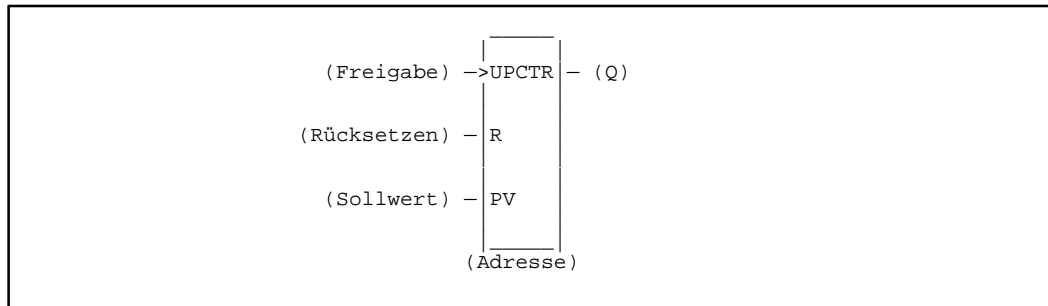 (Freigabe) —>UPCTR — (Q)
(Rücksetzen) — R
(Sollwert) — PV
(Adresse)